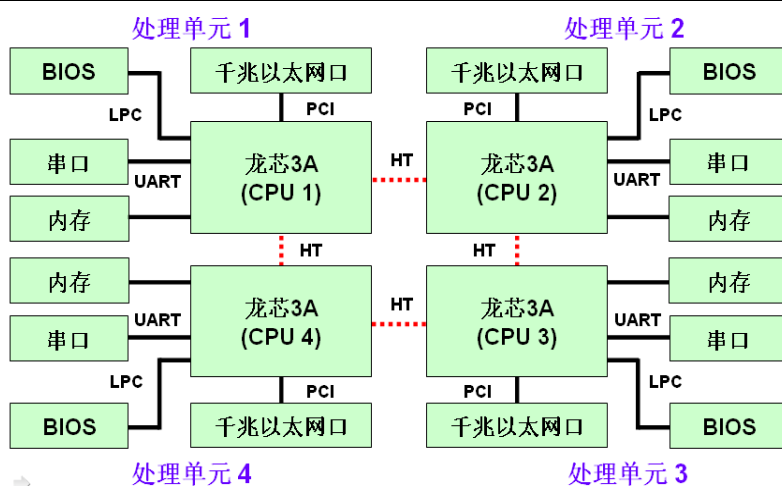 处理单元 1
处理单元 2
BIOS
千兆以太网口
千兆以太网口
BIOS
LPC
PCI
PCI
LPC
串口
UART
龙芯3A
(CPU 1)
HT
龙芯3A
(CPU 2)
UART
串口
内存
内存
HT
HT
内存
内存
串口
UART
龙芯3A
(CPU 4)
HT
龙芯3A
(CPU 3)
UART
串口
LPC
PCI
PCI
LPC
BIOS
千兆以太网口
千兆以太网口
BIOS
处理单元 4
处理单元 3